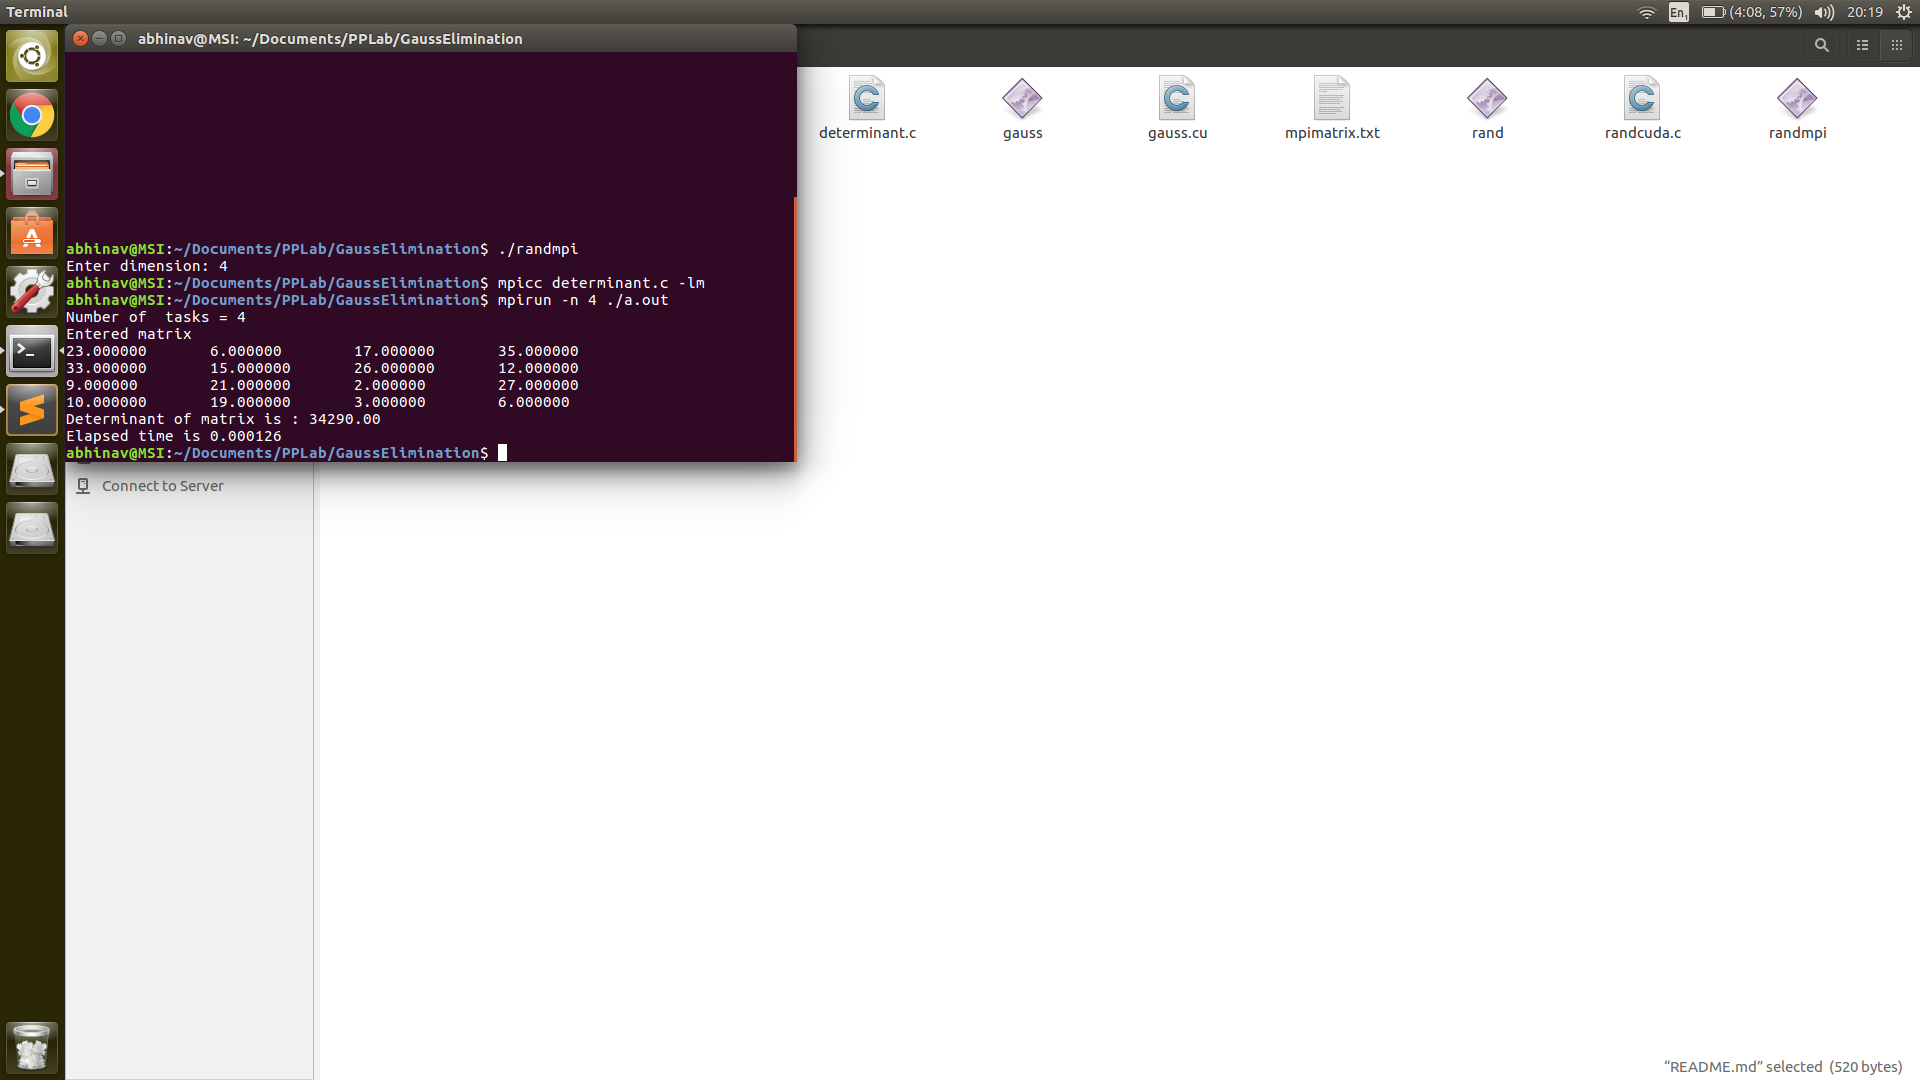 Terminal
En1
(4:08, 57%)
20:19
abhinav@MSI: ~/Documents/PPLab/GaussElimination
abhinav@MSI:~/Documents/PPLab/GaussElimination$ ./randmpi
Enter dimension: 4
abhinav@MSI:~/Documents/PPLab/GaussElimination$ mpicc determinant.c -lm
abhinav@MSI:~/Documents/PPLab/GaussElimination$ mpirun -n 4 ./a.out
Number of  tasks = 4
Entered matrix
23.000000 6.000000 17.000000 35.000000
33.000000 15.000000 26.000000 12.000000
9.000000 21.000000 2.000000 27.000000
10.000000 19.000000 3.000000 6.000000
Determinant of matrix is : 34290.00
Elapsed time is 0.000126
abhinav@MSI:~/Documents/PPLab/GaussElimination$
determinant.c
gauss
gauss.cu
mpimatrix.txt
rand
randcuda.c
randmpi
Connect to Server
“README.md” selected  (520 bytes)